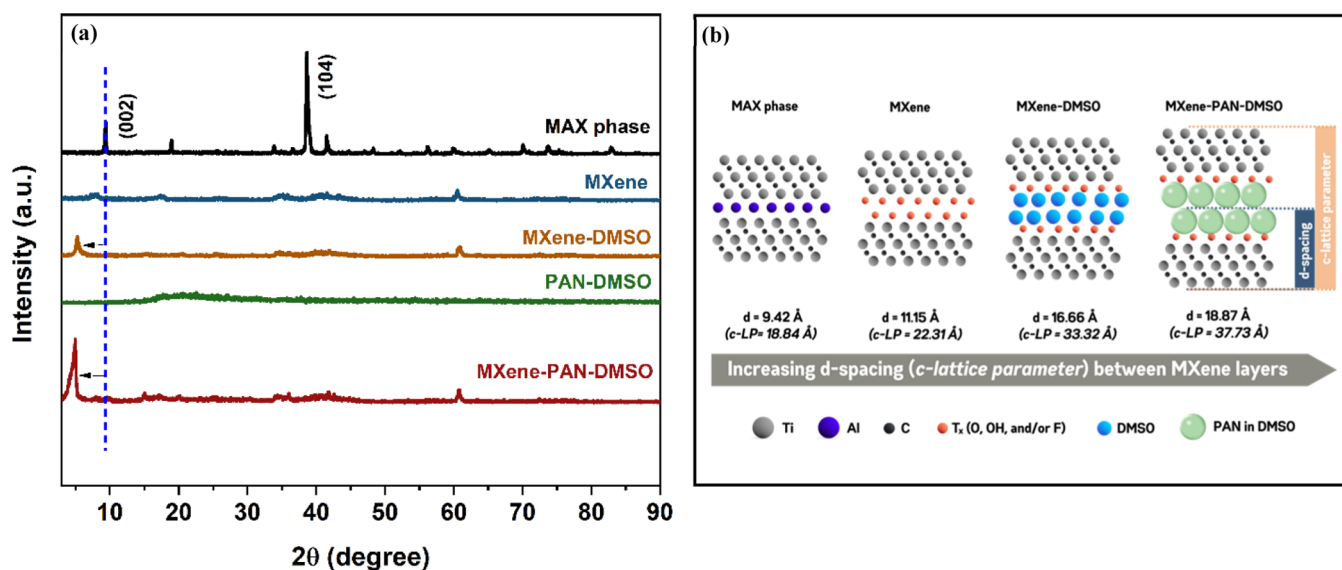 (a)
(002)
(104)
MAX phase
MXene
MXene-DMSO
PAN-DMSO
MXene-PAN-DMSO
Intensity (a.u.)
10 20 30 40 50 60 70 80 90
2θ (degree)
(b)
MAX phase MXene MXene-DMSO MXene-PAN-DMSO
d-spacing
c-lattice parameter
d = 9.42 Å d = 11.15 Å d = 16.66 Å d = 18.87 Å
(c-LP= 18.84 Å) (c-LP = 22.31 Å) (c-LP = 33.32 Å) (c-LP = 37.73 Å)
Increasing d-spacing (c-lattice parameter) between MXene layers
Ti Al C Tₓ (O, OH, and/or F) DMSO PAN in DMSO